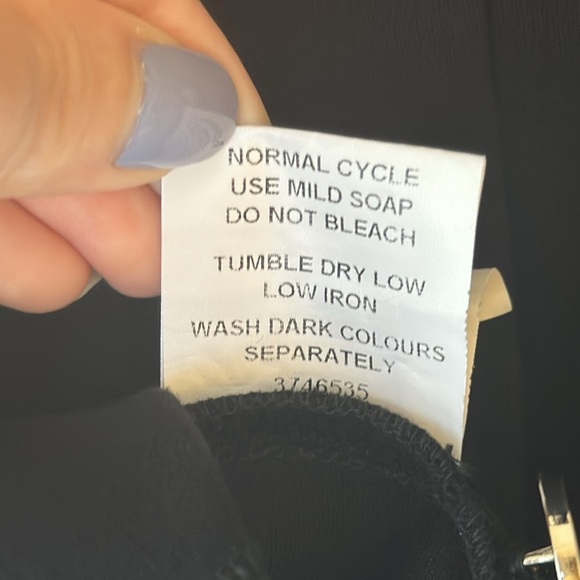 NORMAL CYCLE
USE MILD SOAP
DO NOT BLEACH
TUMBLE DRY LOW
LOW IRON
WASH DARK COLOURS
SEPARATELY
3746535